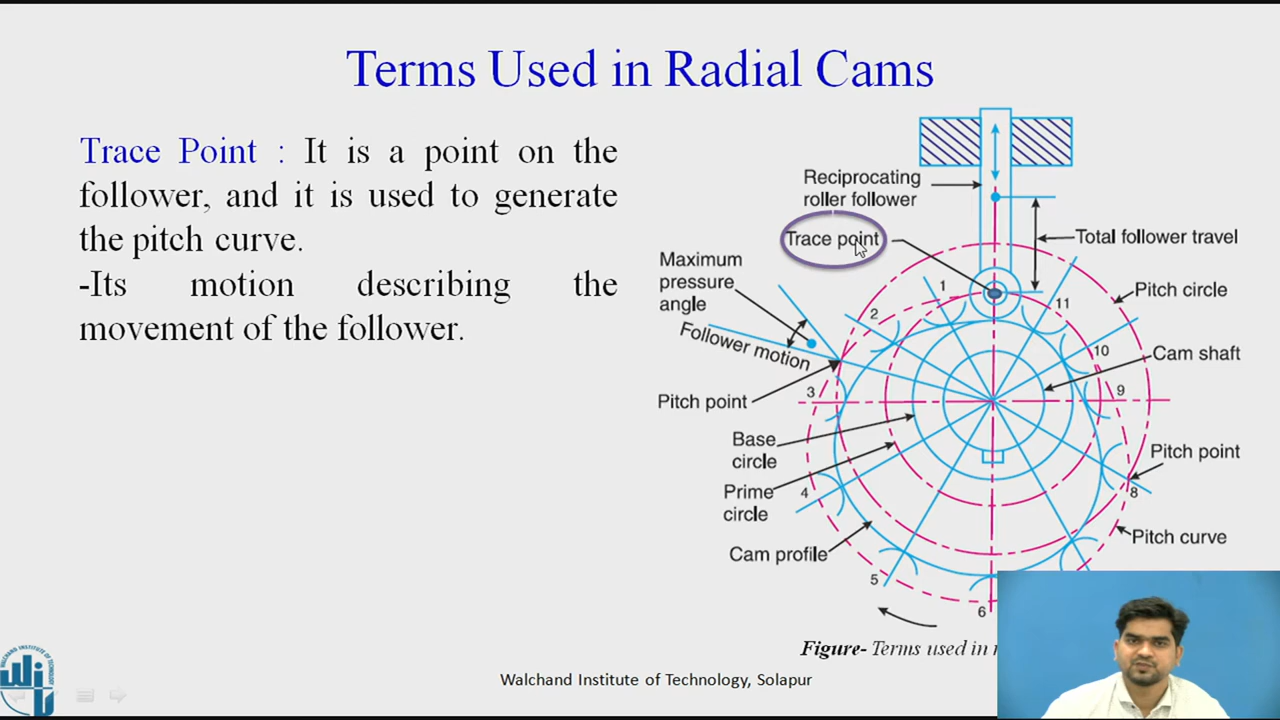 Terms Used in Radial Cams
Trace Point : It is a point on the
follower, and it is used to generate
the pitch curve.
-Its motion describing the
movement of the follower.
Reciprocating
roller follower
Trace point
Total follower travel
Maximum
pressure
angle
Pitch circle
Follower motion
1
2
11
10
Cam shaft
9
3
Pitch point
Base
circle
Pitch point
Prime
circle
4
8
Pitch curve
Cam profile
5
6
Figure- Terms used in
WALCHAND INSTITUTE OF TECHNOLOGY
Walchand Institute of Technology, Solapur